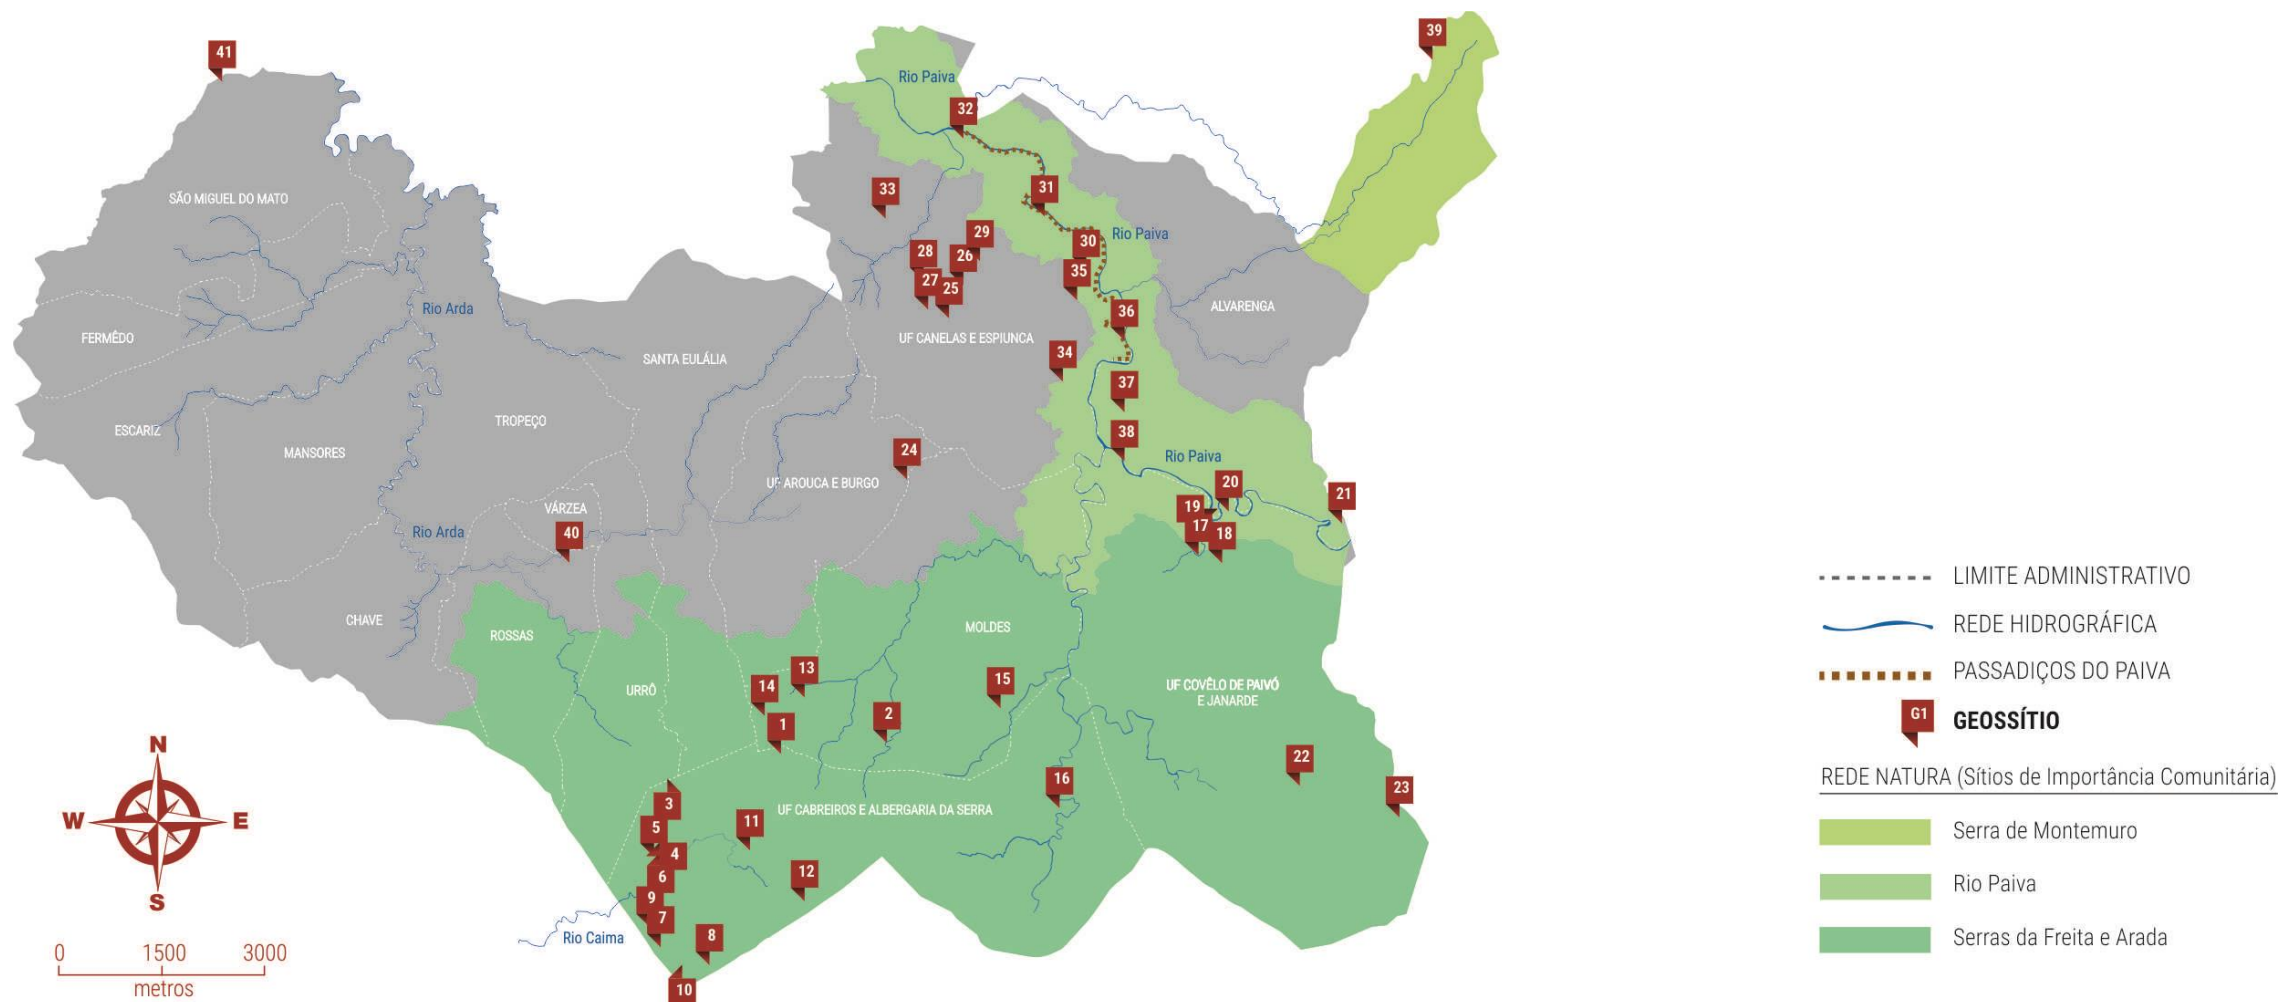 39
41
Rio Paiva
32
31
33
SÃO MIGUEL DO MATO
29
30
Rio Paiva
28
26
35
27
25
Rio Arda
ALVARENGA
36
FERMÊDO
UF CANELAS E ESPIUNCA
34
SANTA EULÁLIA
37
TROPEÇO
ESCARIZ
38
MANSORES
24
Rio Paiva
UF AROUCA E BURGO
20
21
VÁRZEA
19
40
Rio Arda
17
18
LIMITE ADMINISTRATIVO
CHAVE
REDE HIDROGRÁFICA
ROSSAS
MOLDES
13
PASSADIÇOS DO PAIVA
14
15
URRÔ
UF COVÊLO DE PAIVÓ
E JANARDE
2
G1
GEOSSÍTIO
1
N
22
16
REDE NATURA (Sítios de Importância Comunitária)
23
3
UF CABREIROS E ALBERGARIA DA SERRA
W
E
11
5
Serra de Montemuro
4
12
6
Rio Paiva
S
9
7
Rio Caima
8
Serras da Freita e Arada
0 1500 3000
metros
10